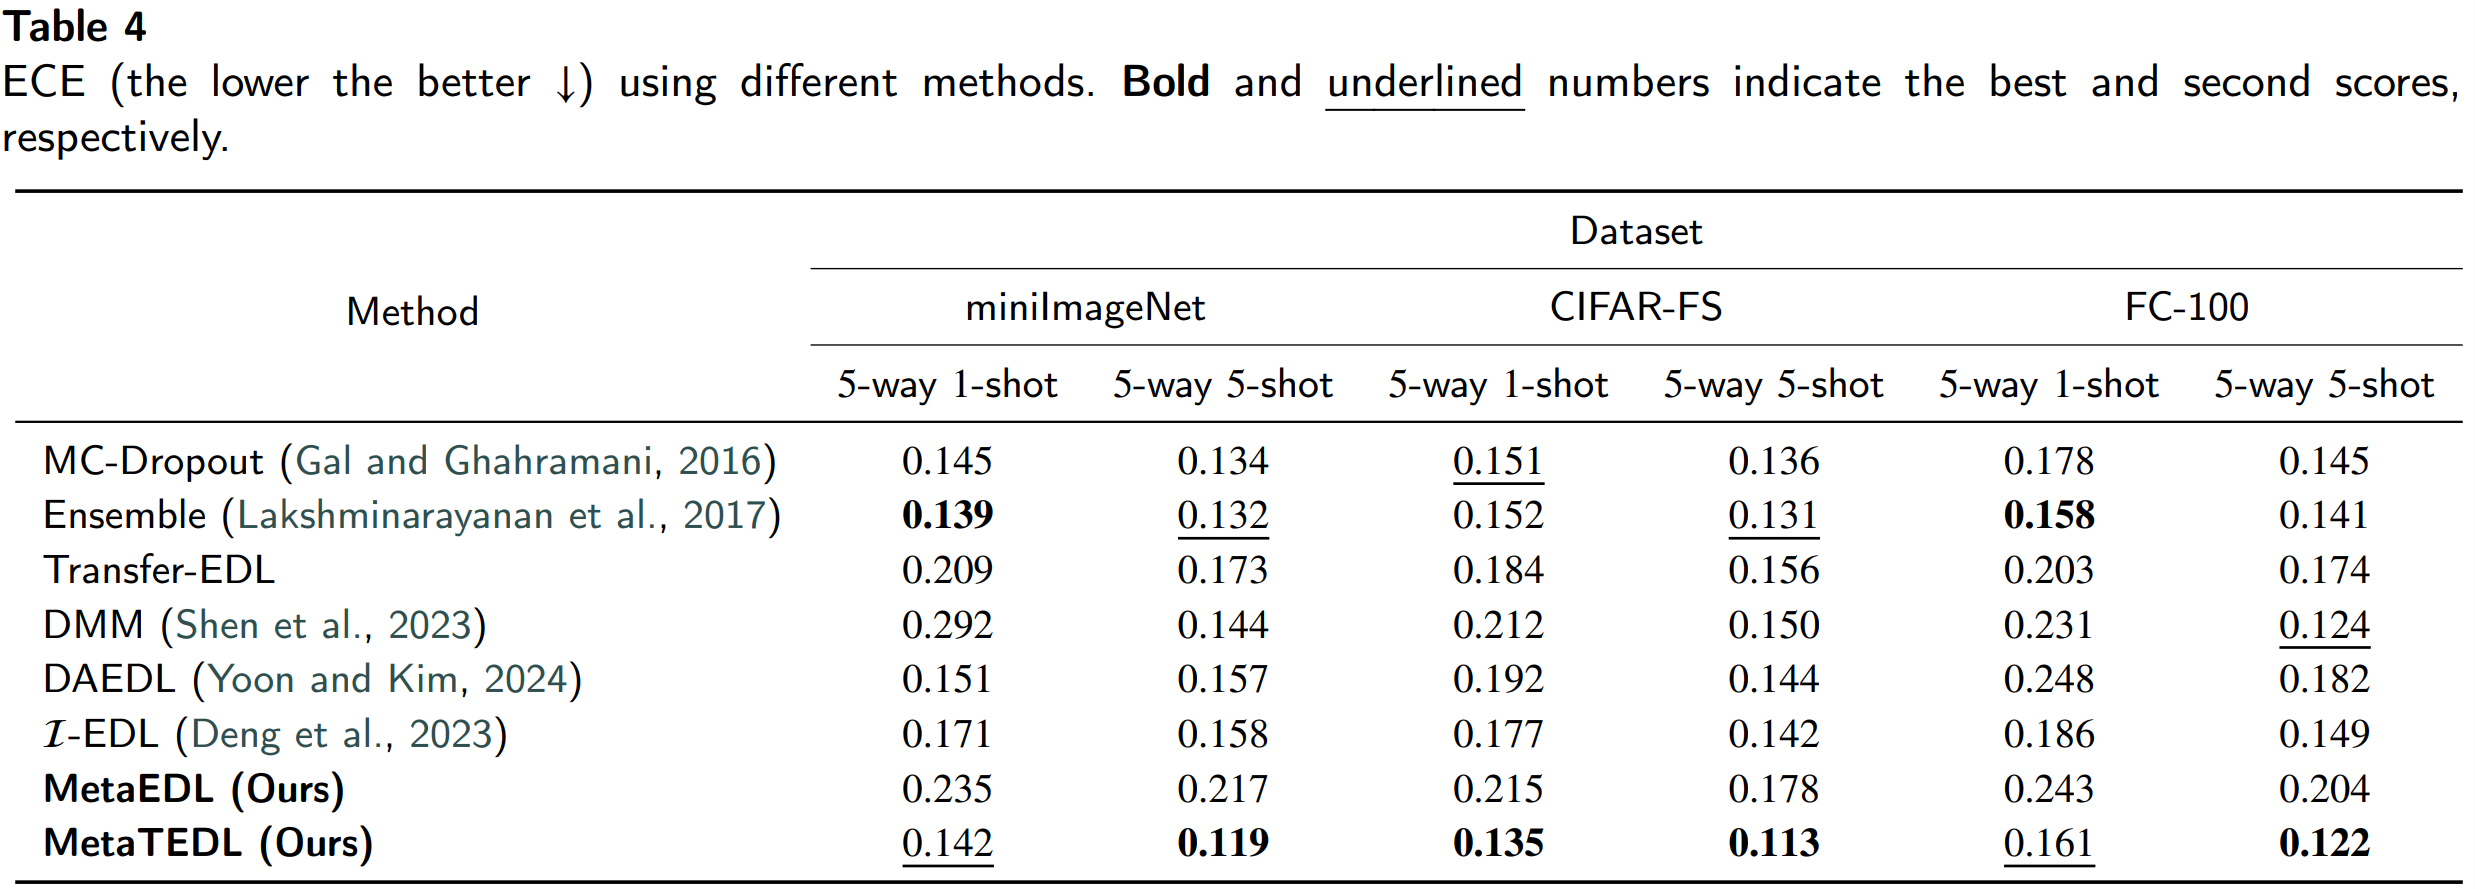 Table 4
ECE (the lower the better ↓) using different methods. Bold and underlined numbers indicate the best and second scores,
respectively.
Dataset
Method
miniImageNet CIFAR-FS FC-100
5-way 1-shot 5-way 5-shot 5-way 1-shot 5-way 5-shot 5-way 1-shot 5-way 5-shot
MC-Dropout (Gal and Ghahramani, 2016) 0.145 0.134 0.151 0.136 0.178 0.145
Ensemble (Lakshminarayanan et al., 2017) 0.139 0.132 0.152 0.131 0.158 0.141
Transfer-EDL 0.209 0.173 0.184 0.156 0.203 0.174
DMM (Shen et al., 2023) 0.292 0.144 0.212 0.150 0.231 0.124
DAEDL (Yoon and Kim, 2024) 0.151 0.157 0.192 0.144 0.248 0.182
𝓘-EDL (Deng et al., 2023) 0.171 0.158 0.177 0.142 0.186 0.149
MetaEDL (Ours) 0.235 0.217 0.215 0.178 0.243 0.204
MetaTEDL (Ours) 0.142 0.119 0.135 0.113 0.161 0.122